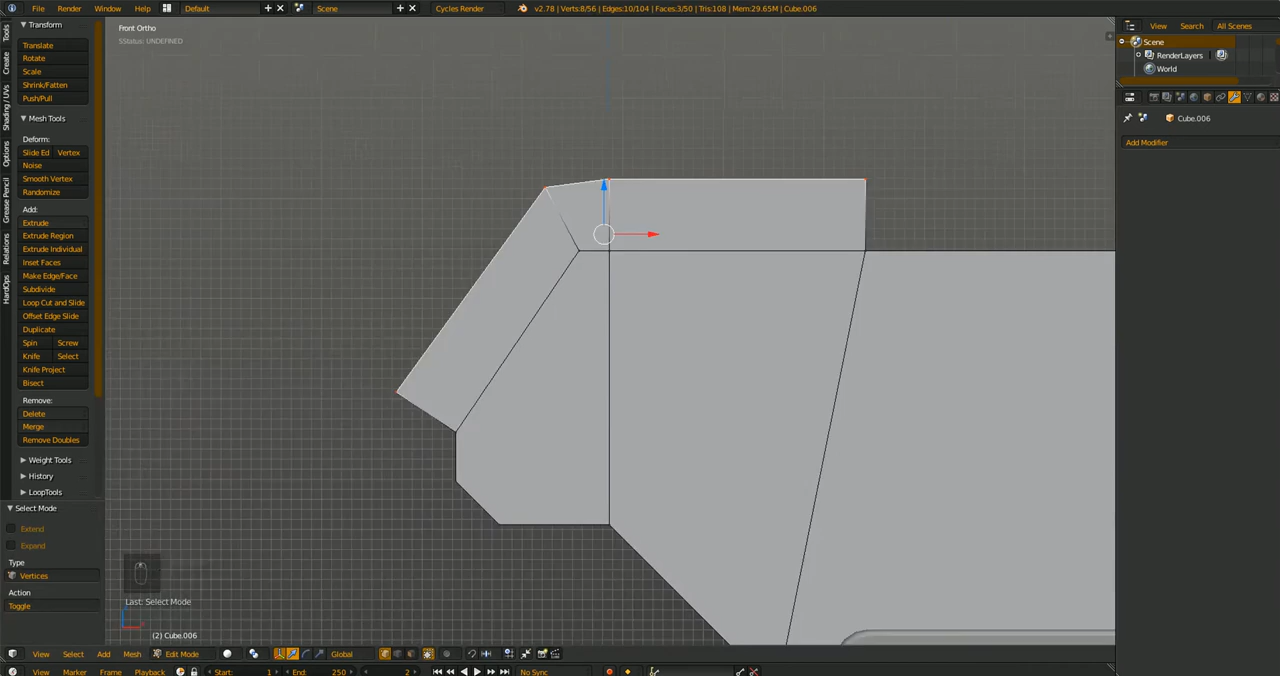 File Render Window Help Default Scene Cycles Render v2.78 | Verts:8/56 | Edges:10/104 | Faces:3/50 | Tris:108 | Mem:29.65M | Cube.006
Transform
Translate
Rotate
Scale
Shrink/Fatten
Push/Pull
Mesh Tools
Deform:
Slide Ed Vertex
Noise
Smooth Vertex
Randomize
Add:
Extrude
Extrude Region
Extrude Individual
Inset Faces
Make Edge/Face
Subdivide
Loop Cut and Slide
Offset Edge Slide
Duplicate
Spin Screw
Knife Select
Knife Project
Bisect
Remove:
Delete
Merge
Remove Doubles
Weight Tools
History
LoopTools
Select Mode
Extend
Expand
Type
Vertices
Action
Toggle
Tools
Create
Shading / UVs
Options
Grease Pencil
Relations
HardOps
Front Ortho
SStatus: UNDEFINED
Last: Select Mode
(2) Cube.006
View Search All Scenes
Scene
RenderLayers
World
Cube.006
Add Modifier
View Select Add Mesh Edit Mode Global
View Marker Frame Playback Start: 1 End: 250 2 No Sync